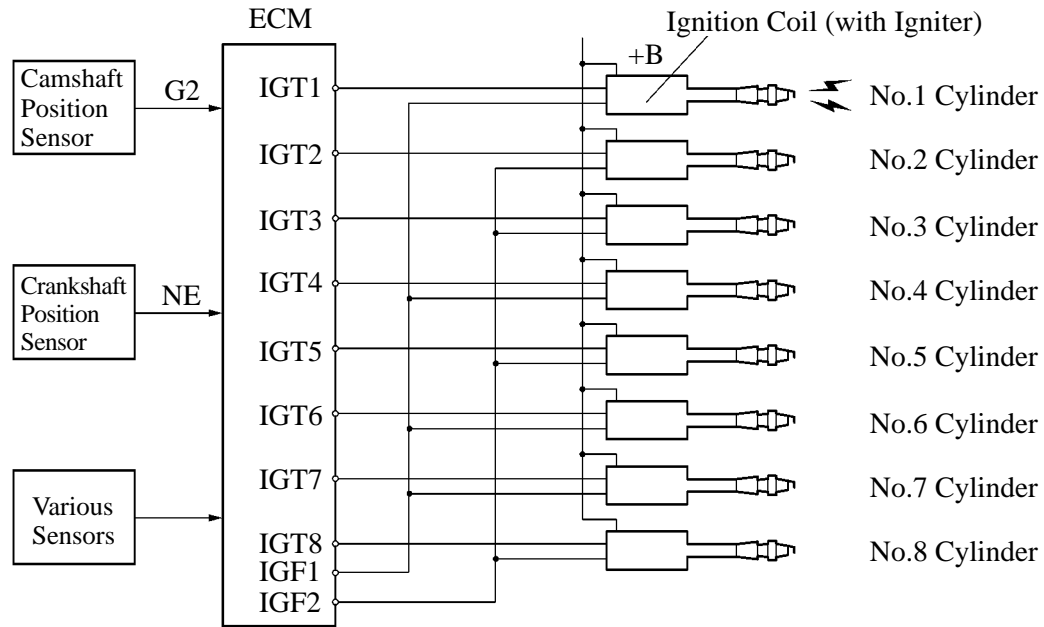 ECM
Ignition Coil (with Igniter)
+B
Camshaft
Position
Sensor
G2
IGT1
No.1 Cylinder
IGT2
No.2 Cylinder
IGT3
No.3 Cylinder
Crankshaft
Position
Sensor
NE
IGT4
No.4 Cylinder
IGT5
No.5 Cylinder
IGT6
No.6 Cylinder
Various
Sensors
IGT7
No.7 Cylinder
IGT8
No.8 Cylinder
IGF1
IGF2